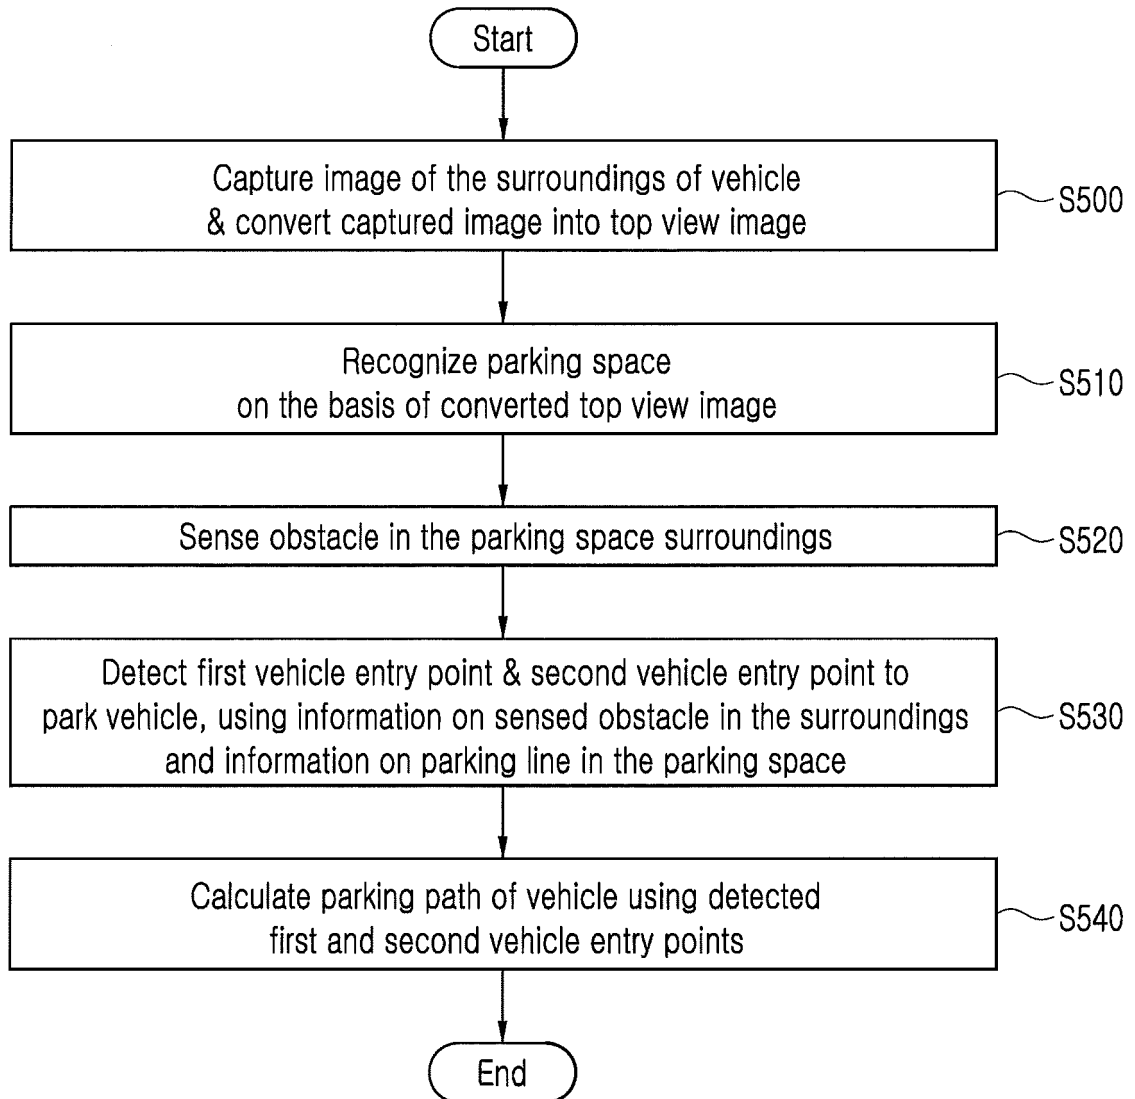 Start
Capture image of the surroundings of vehicle
& convert captured image into top view image
S500
Recognize parking space
on the basis of converted top view image
S510
Sense obstacle in the parking space surroundings
S520
Detect first vehicle entry point & second vehicle entry point to
park vehicle, using information on sensed obstacle in the surroundings
and information on parking line in the parking space
S530
Calculate parking path of vehicle using detected
first and second vehicle entry points
S540
End